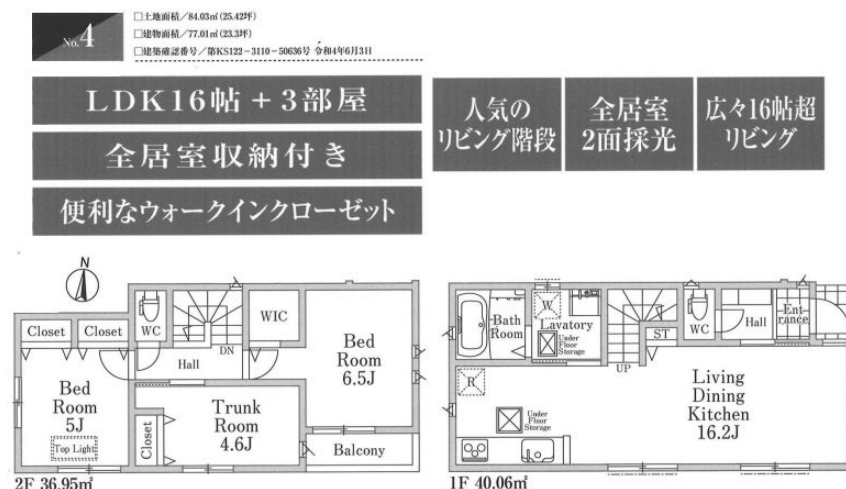 No.4
□土地面積／84.03㎡(25.42坪)
□建物面積／77.01㎡(23.3坪)
□建築確認番号／第KS122-3110-50636号 令和4年6月3日
LDK16帖+3部屋
全居室収納付き
便利なウォークインクローゼット
人気の
リビング階段
全居室
2面採光
広々16帖超
リビング
N
Closet
Closet
WC
DN
WIC
Hall
Bed
Room
6.5J
Bed
Room
5J
Top Light
Closet
Trunk
Room
4.6J
Balcony
2F 36.95㎡
Bath
Room
W
Lavatory
Under
Floor
Storage
UP
ST
WC
Hall
Ent
rance
R
Under
Floor
Storage
Living
Dining
Kitchen
16.2J
1F 40.06㎡